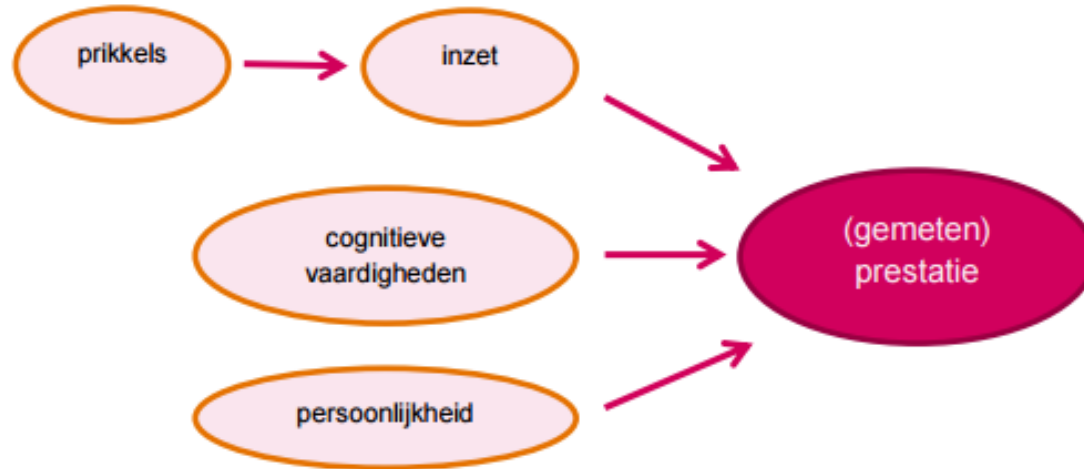 prikkels
inzet
cognitieve
vaardigheden
persoonlijkheid
(gemeten)
prestatie